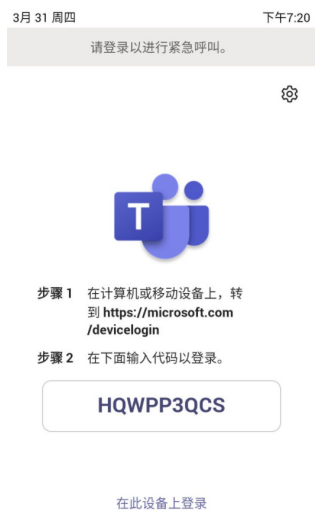 3月 31 周四 下午7:20
请登录以进行紧急呼叫。
T
步骤 1 在计算机或移动设备上，转
到 https://microsoft.com
/devicelogin
步骤 2 在下面输入代码以登录。
HQWPP3QCS
在此设备上登录